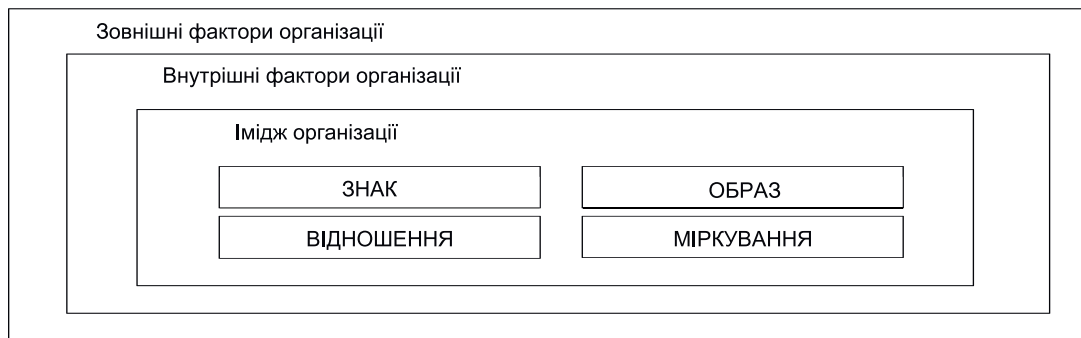 Зовнішні фактори організації
Внутрішні фактори організації
Імідж організації
ЗНАК
ОБРАЗ
ВІДНОШЕННЯ
МІРКУВАННЯ